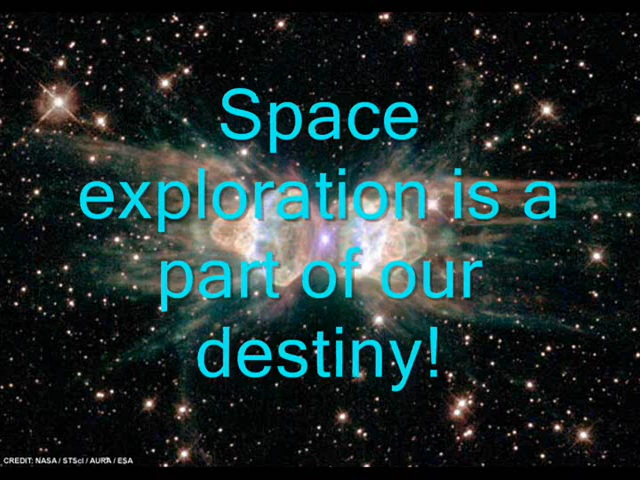 Space
exploration is a
part of our
destiny!
CREDIT: NASA / STScI / AURA / ESA